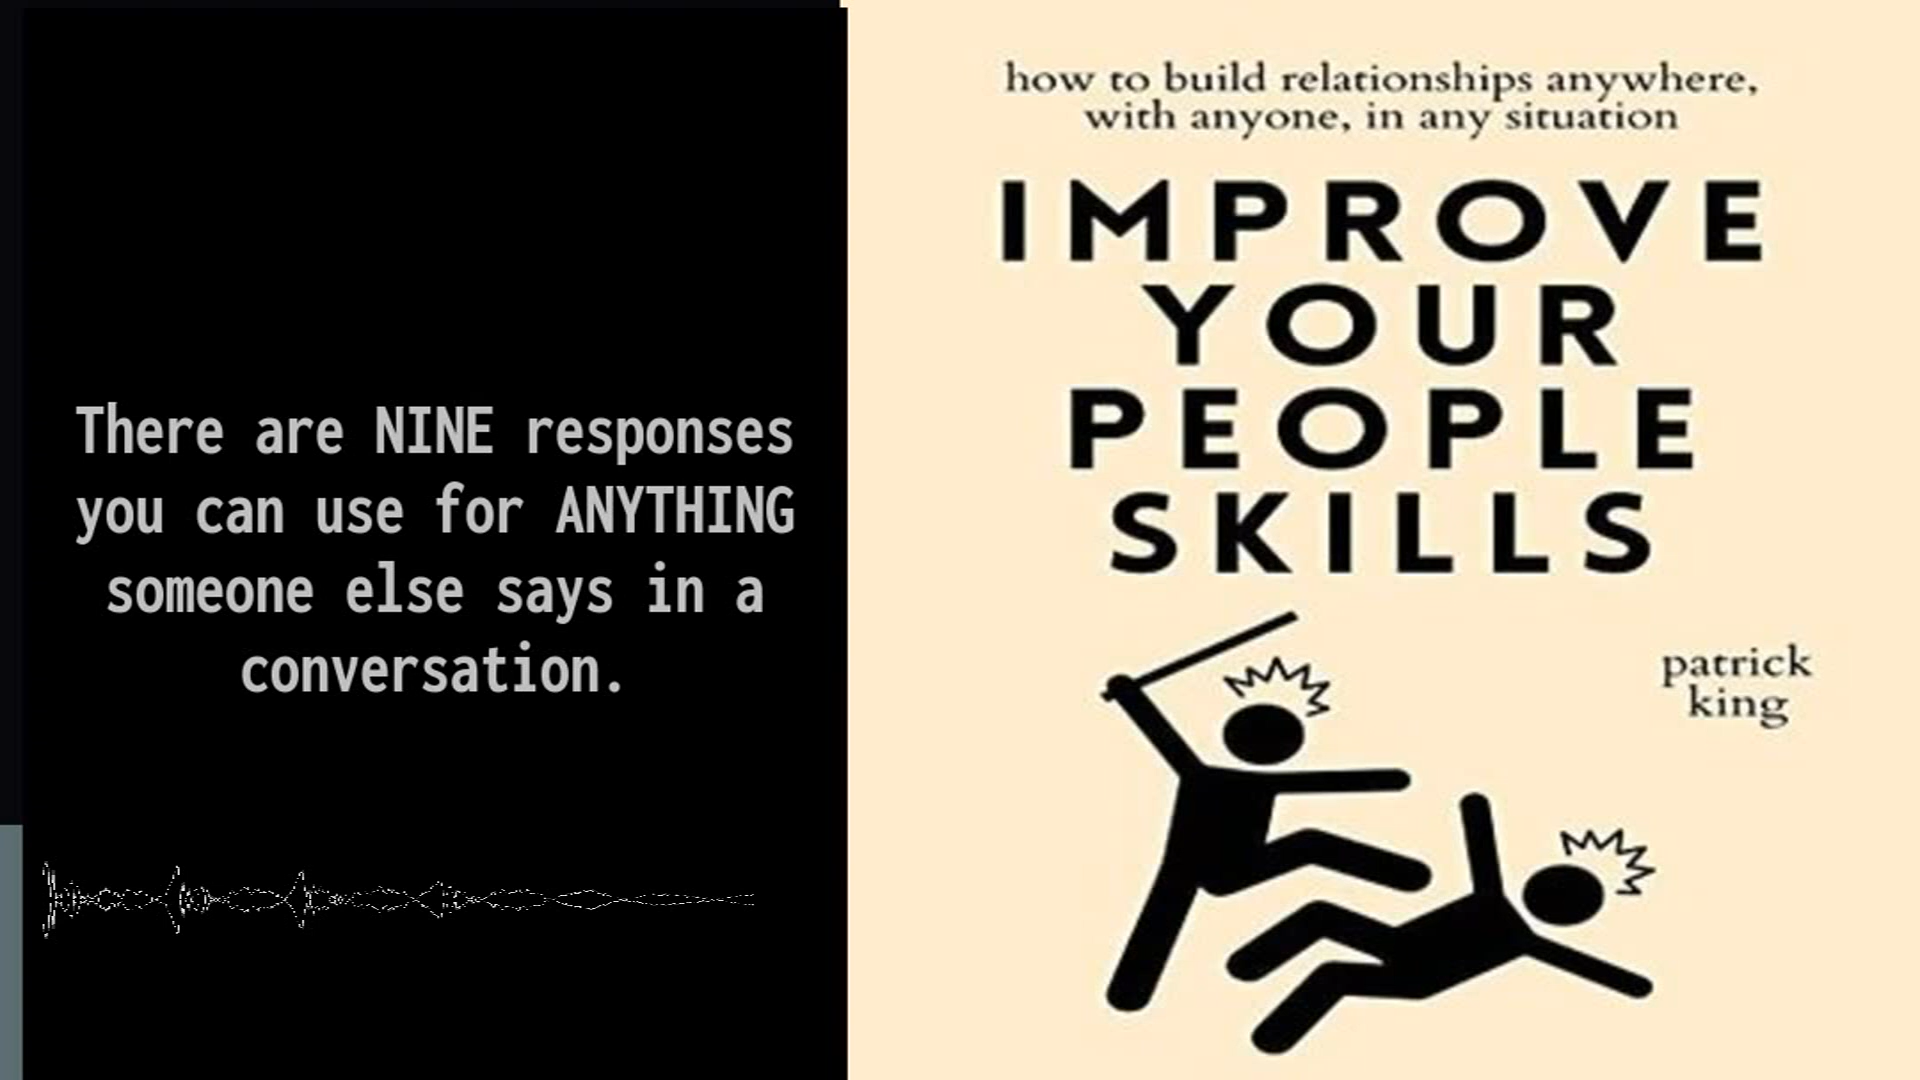 There are NINE responses
you can use for ANYTHING
someone else says in a
conversation.
how to build relationships anywhere,
with anyone, in any situation
IMPROVE
YOUR
PEOPLE
SKILLS
patrick
king